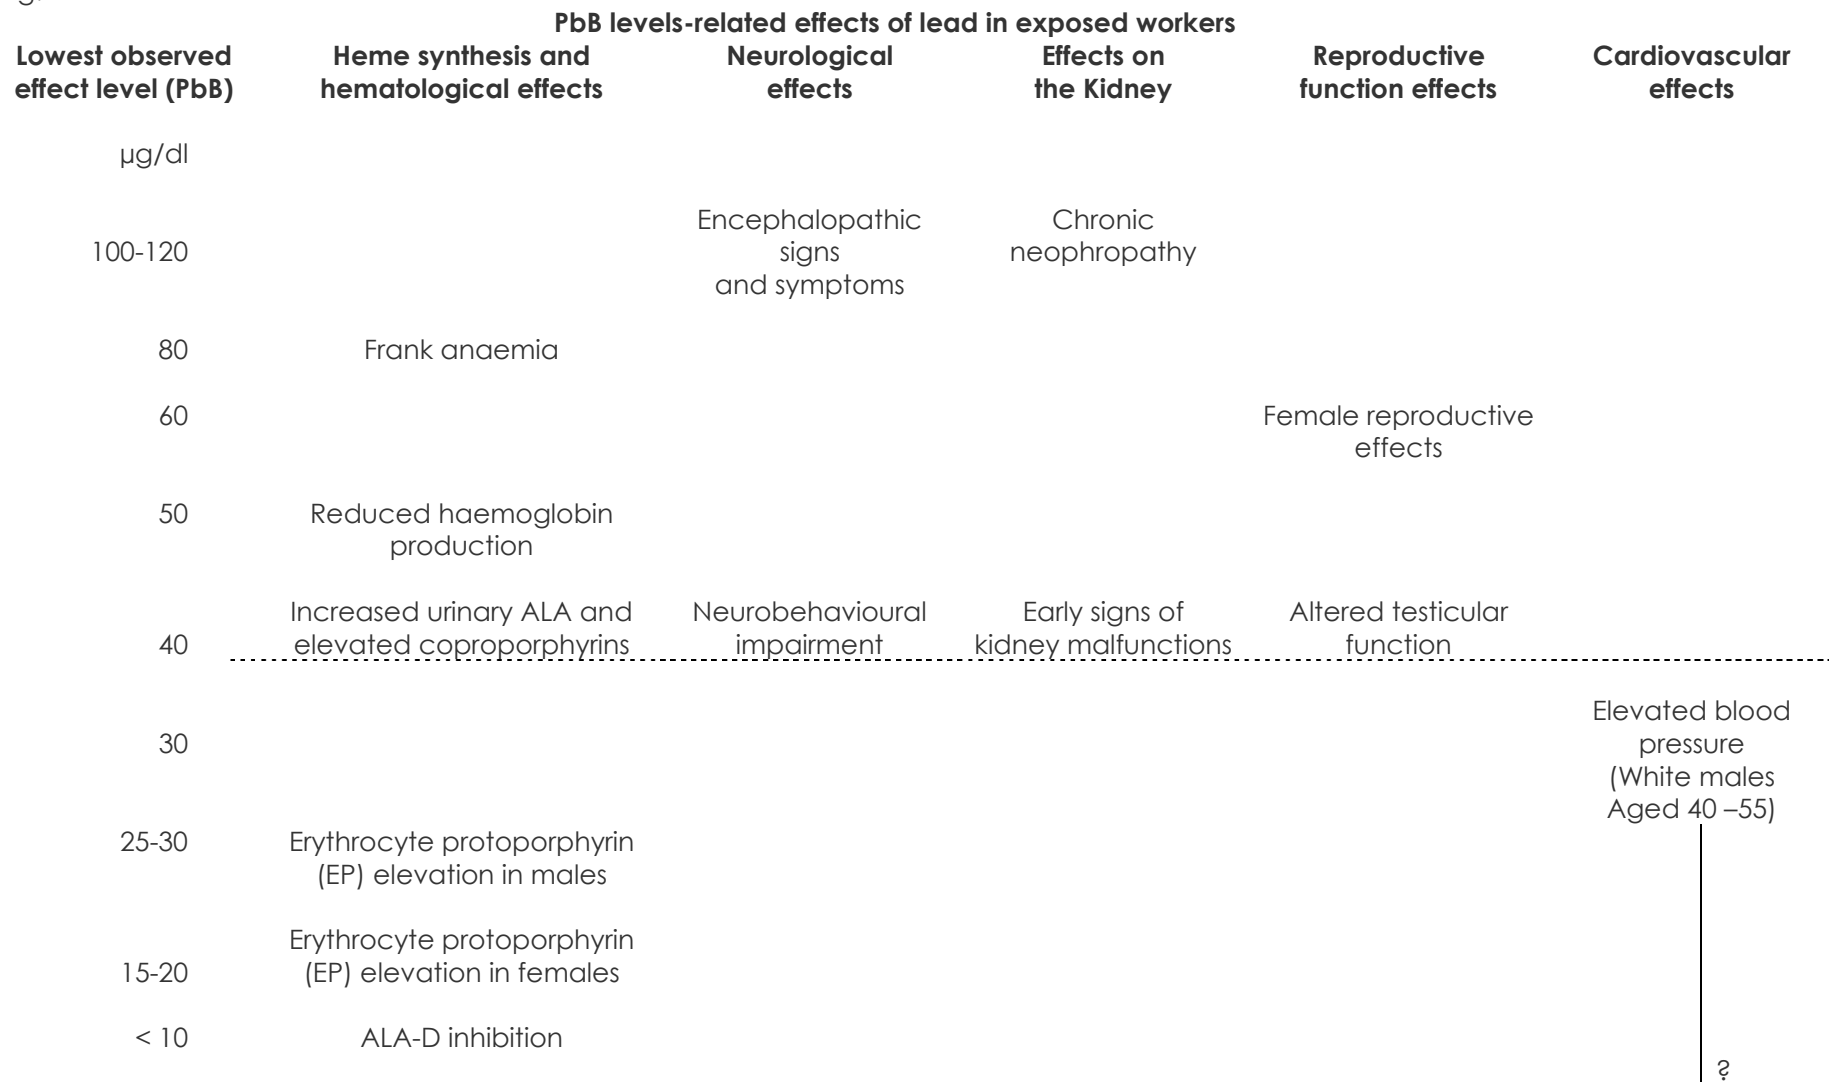 PbB levels-related effects of lead in exposed workers
Lowest observed effect level (PbB)
Heme synthesis and hematological effects
Neurological effects
Effects on the Kidney
Reproductive function effects
Cardiovascular effects
µg/dl
100-120
Encephalopathic signs and symptoms
Chronic neophropathy
80
Frank anaemia
60
Female reproductive effects
50
Reduced haemoglobin production
40
Increased urinary ALA and elevated coproporphyrins
Neurobehavioural impairment
Early signs of kidney malfunctions
Altered testicular function
30
Elevated blood pressure (White males Aged 40 –55)
25-30
Erythrocyte protoporphyrin (EP) elevation in males
15-20
Erythrocyte protoporphyrin (EP) elevation in females
< 10
ALA-D inhibition
?